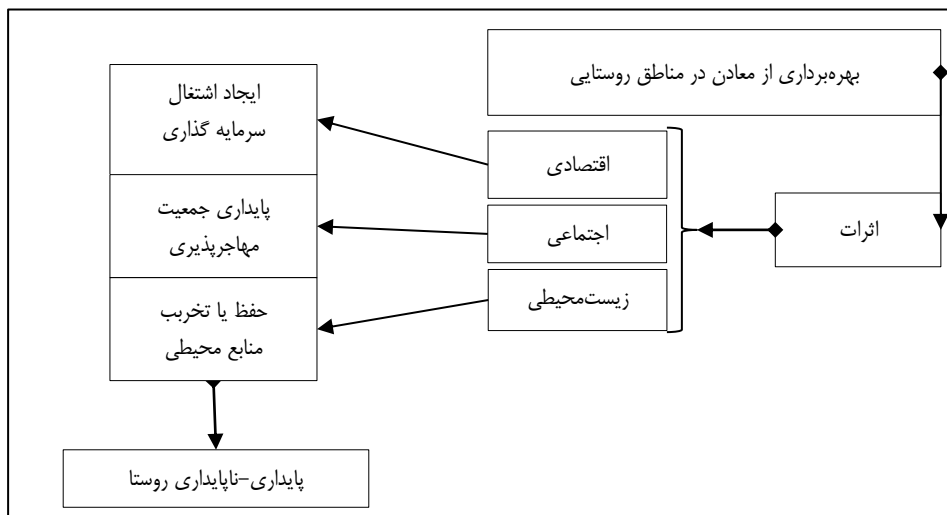 بهره‌برداری از معادن در مناطق روستایی
اثرات
اقتصادی
اجتماعی
زیست‌محیطی
ایجاد اشتغال
سرمایه گذاری
پایداری جمعیت
مهاجرپذیری
حفظ یا تخربب
منابع محیطی
پایداری-ناپایداری روستا